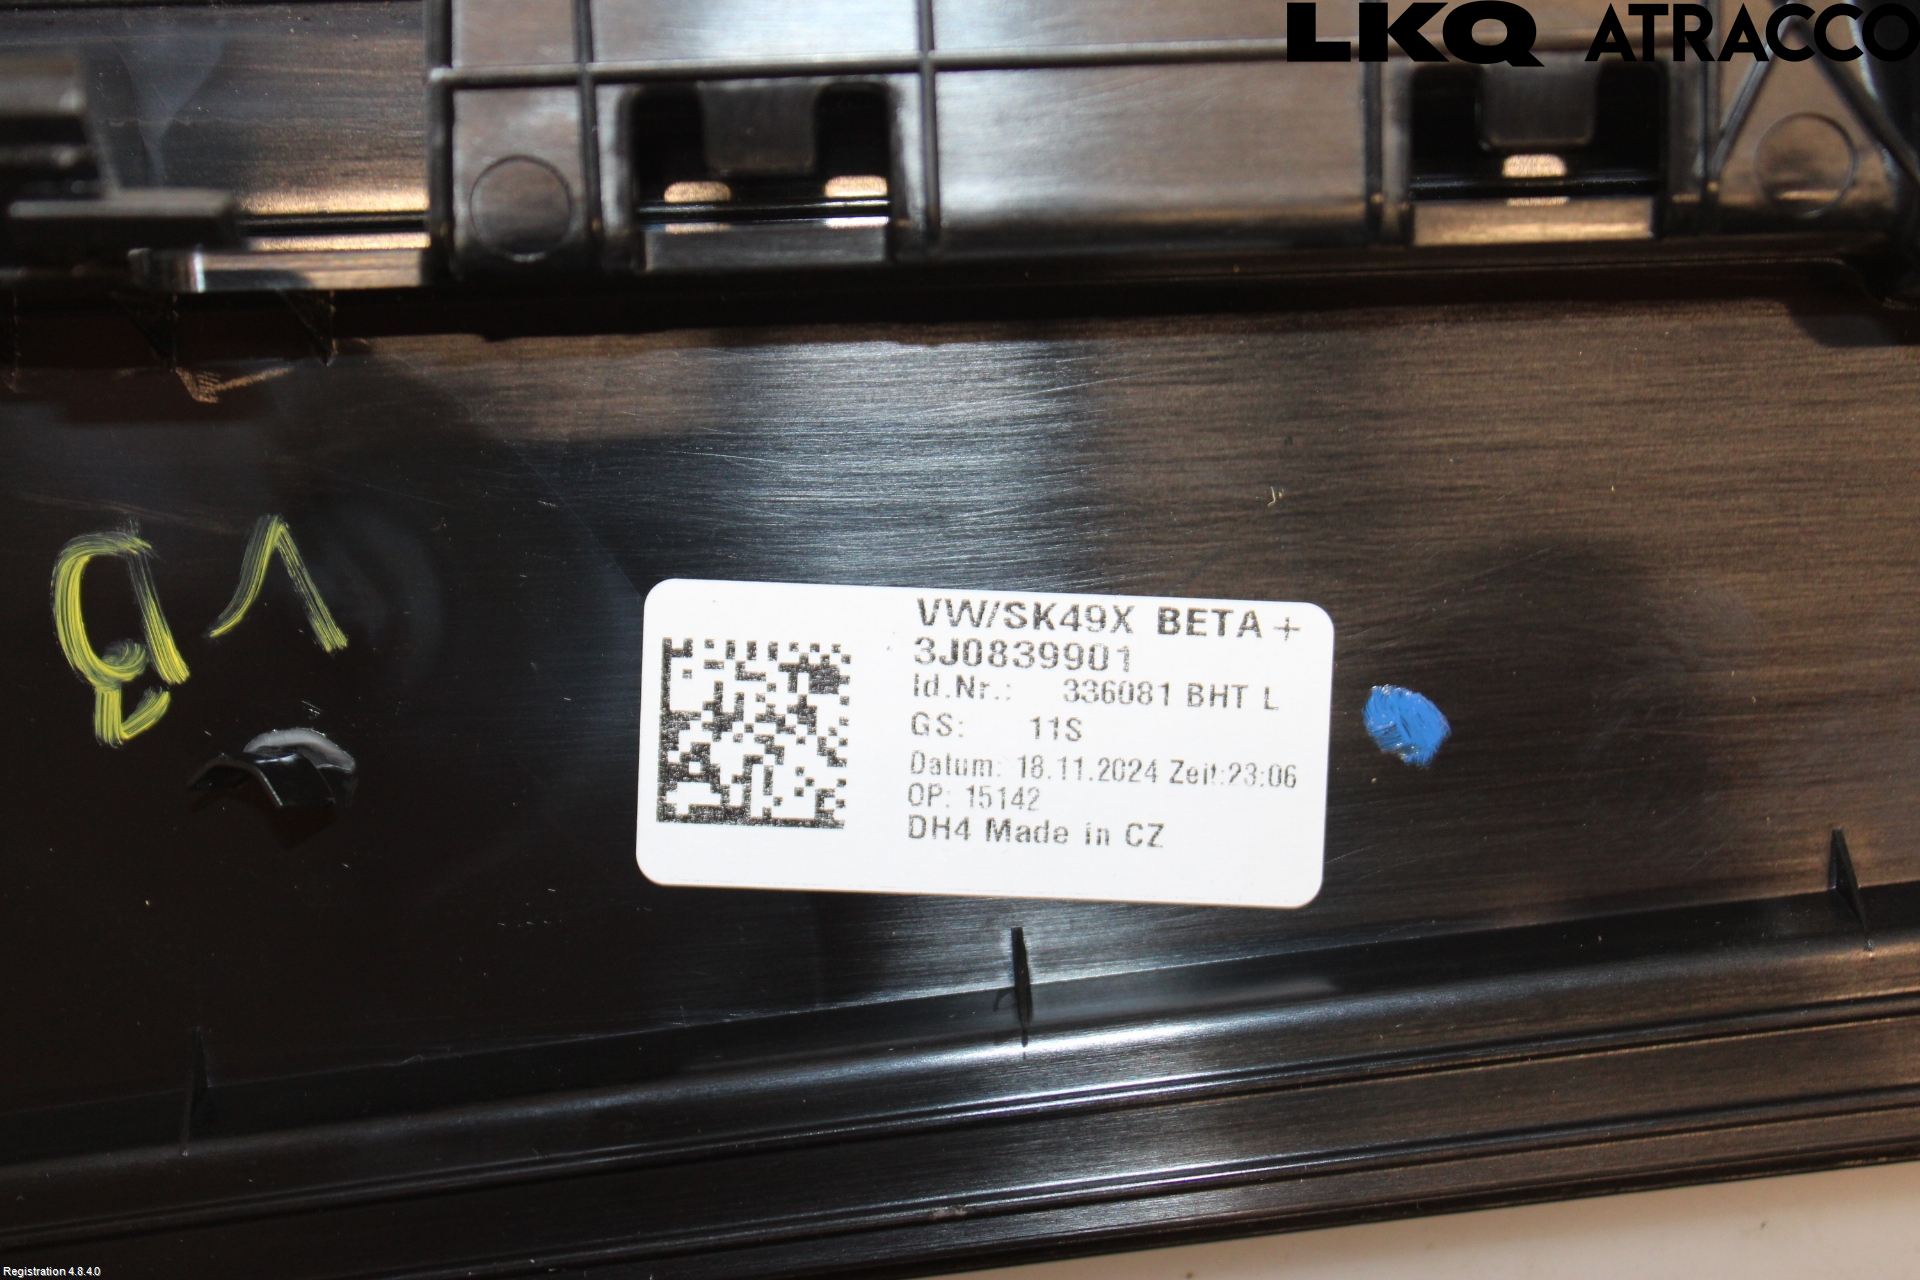 LKQ ATRACCO
VW/SK49X BETA+
3J0839901
Id.Nr.: 336081 BHT L
GS: 11S
Datum: 18.11.2024 Zeit:23:06
OP: 15142
DH4 Made in CZ
Registration 4.8.4.0